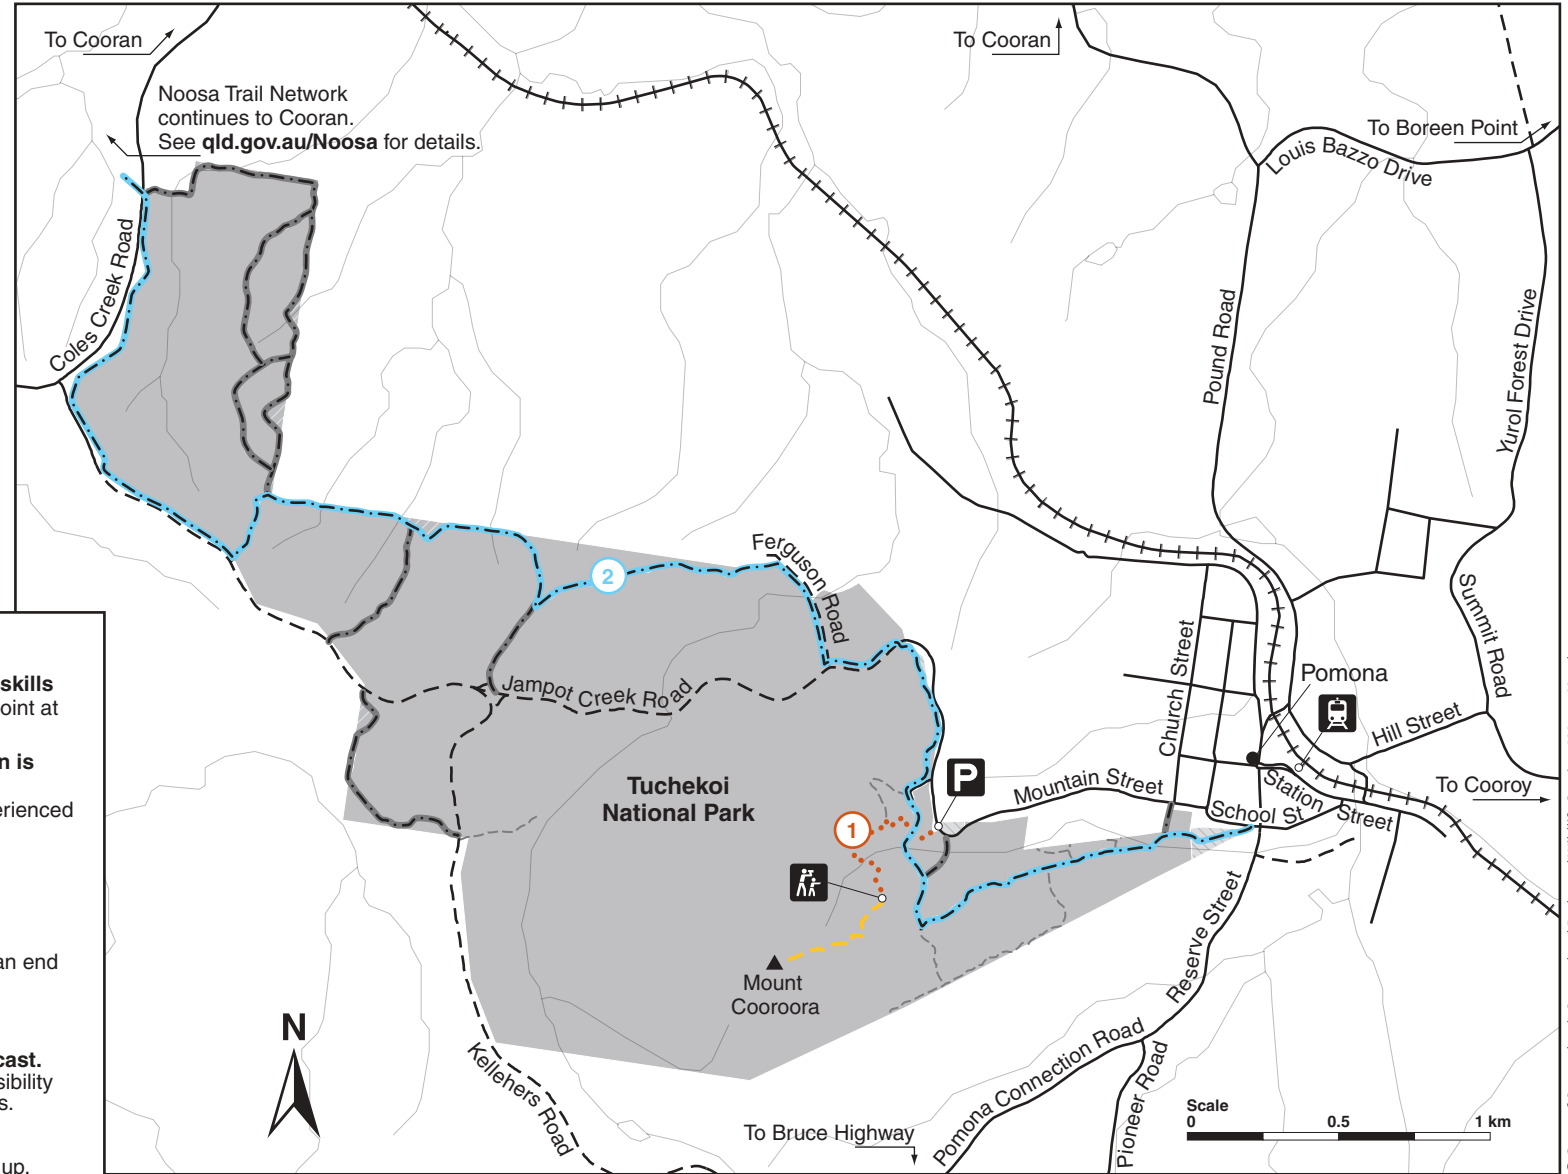 To Cooran
To Cooran
Noosa Trail Network
continues to Cooran.
See qld.gov.au/Noosa for details.
To Boreen Point
Louis Bazzo Drive
Coles Creek Road
Pound Road
Yurol Forest Drive
Ferguson Road
2
Summit Road
Church Street
Pomona
Jampot Creek Road
Hill Street
Tuchekoi
National Park
P
Mountain Street
To Cooroy
Station Street
School St
1
Reserve Street
Mount
Cooroora
N
Kellehers Road
Pomona Connection Road
Pioneer Road
To Bruce Highway
Scale
0 0.5 1 km
skills
oint at
n is
erienced
an end
cast.
sibility
s.
up.